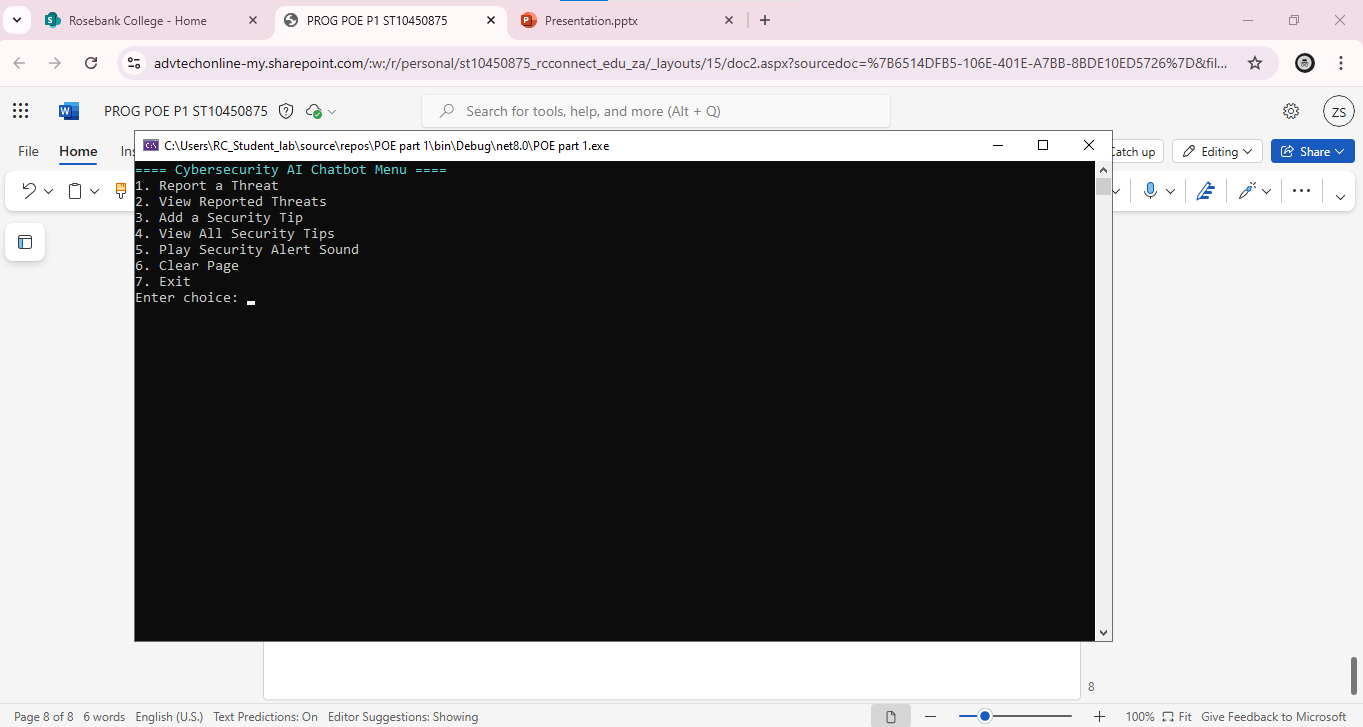 Rosebank College - Home
PROG POE P1 ST10450875
Presentation.pptx
advtechonline-my.sharepoint.com/:w:/r/personal/st10450875_rcconnect_edu_za/_layouts/15/doc2.aspx?sourcedoc=%7B6514DFB5-106E-401E-A7BB-8BDE10ED5726%7D&fil...
PROG POE P1 ST10450875
Search for tools, help, and more (Alt + Q)
ZS
File
Home
Ins
Catch up
Editing
Share
C:\Users\RC_Student_lab\source\repos\POE part 1\bin\Debug\net8.0\POE part 1.exe
==== Cybersecurity AI Chatbot Menu ====
1. Report a Threat
2. View Reported Threats
3. Add a Security Tip
4. View All Security Tips
5. Play Security Alert Sound
6. Clear Page
7. Exit
Enter choice:
8
Page 8 of 8 6 words English (U.S.) Text Predictions: On Editor Suggestions: Showing
100% Fit Give Feedback to Microsoft